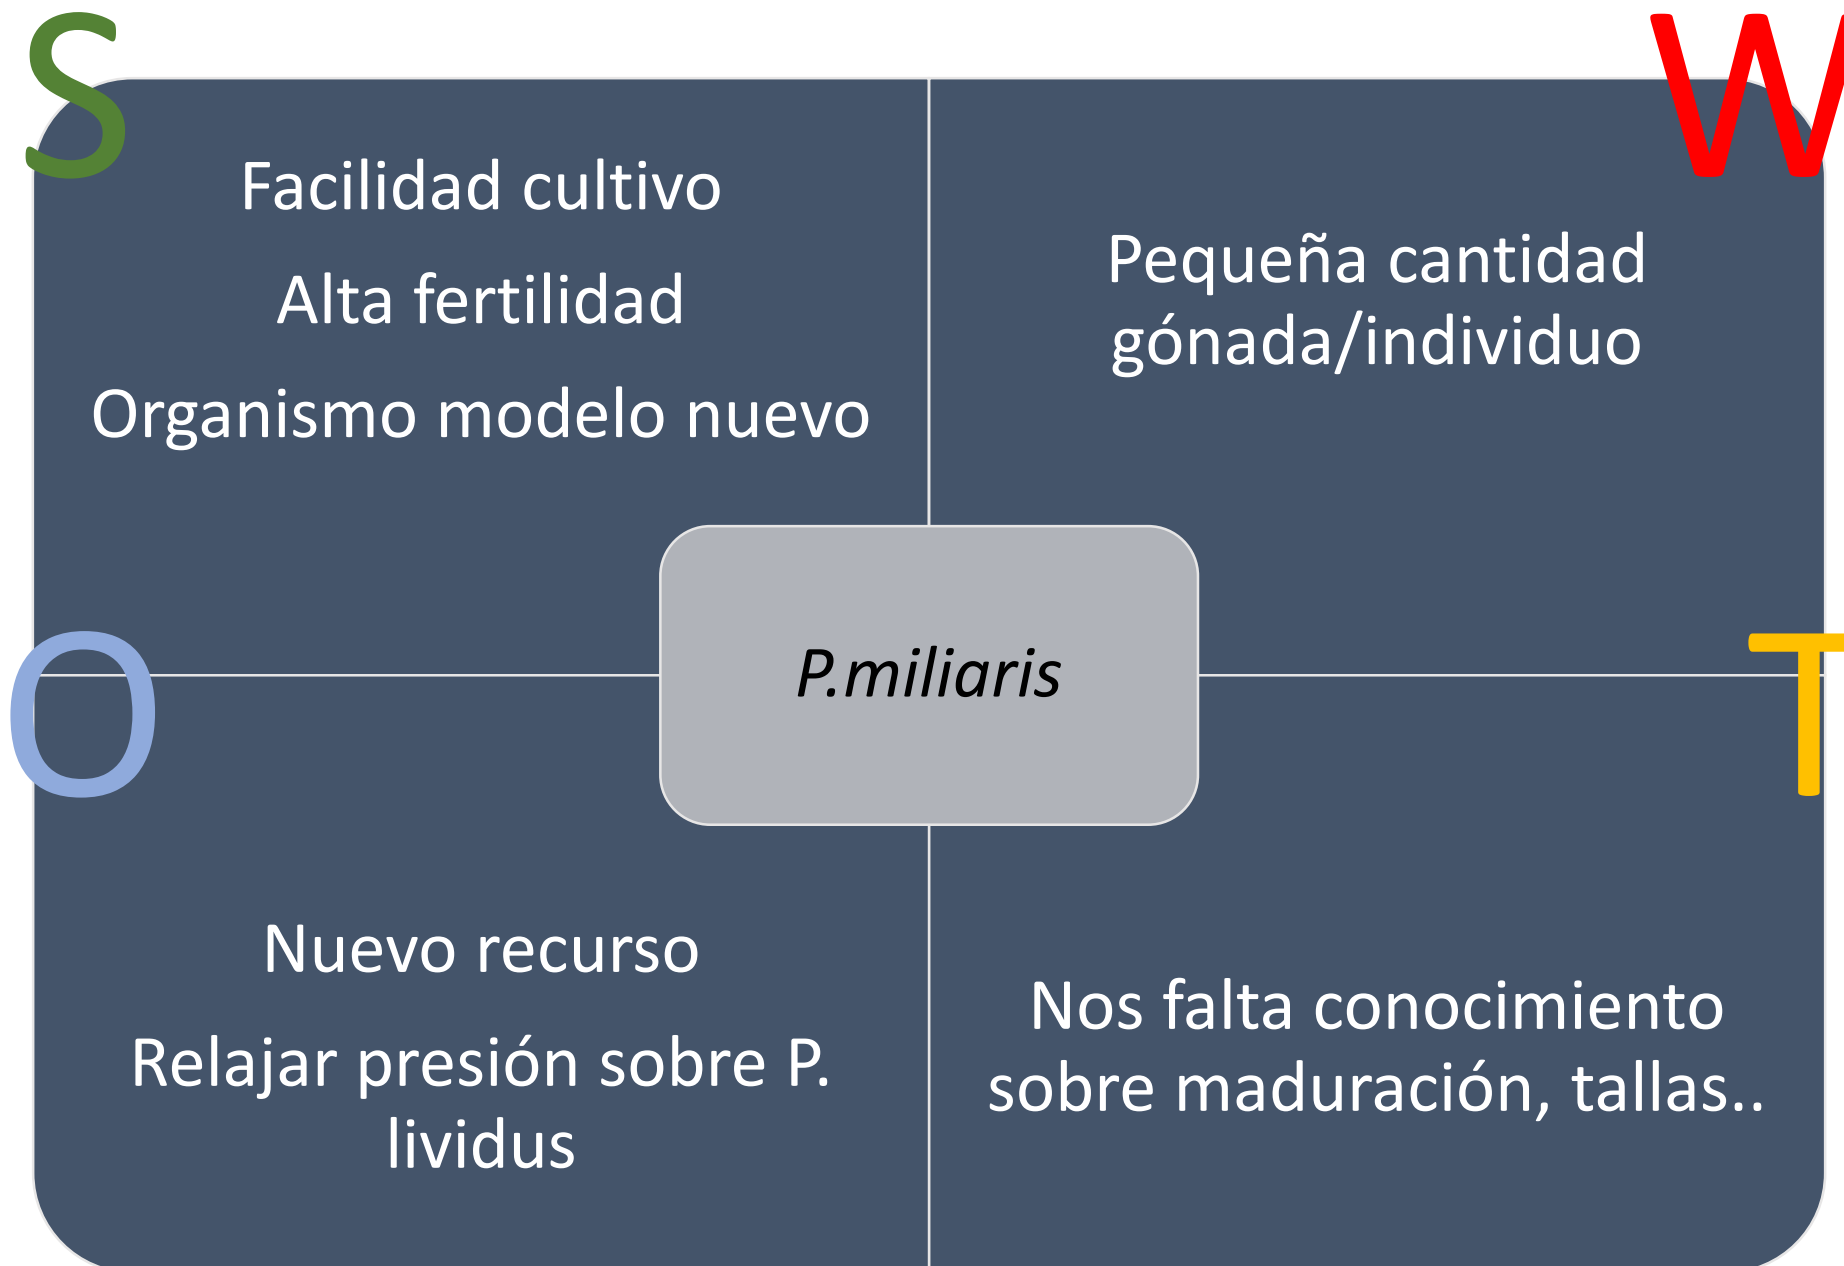 S
W
Facilidad cultivo
Alta fertilidad
Organismo modelo nuevo
Pequeña cantidad
gónada/individuo
P.miliaris
O
T
Nuevo recurso
Relajar presión sobre P.
lividus
Nos falta conocimiento
sobre maduración, tallas..